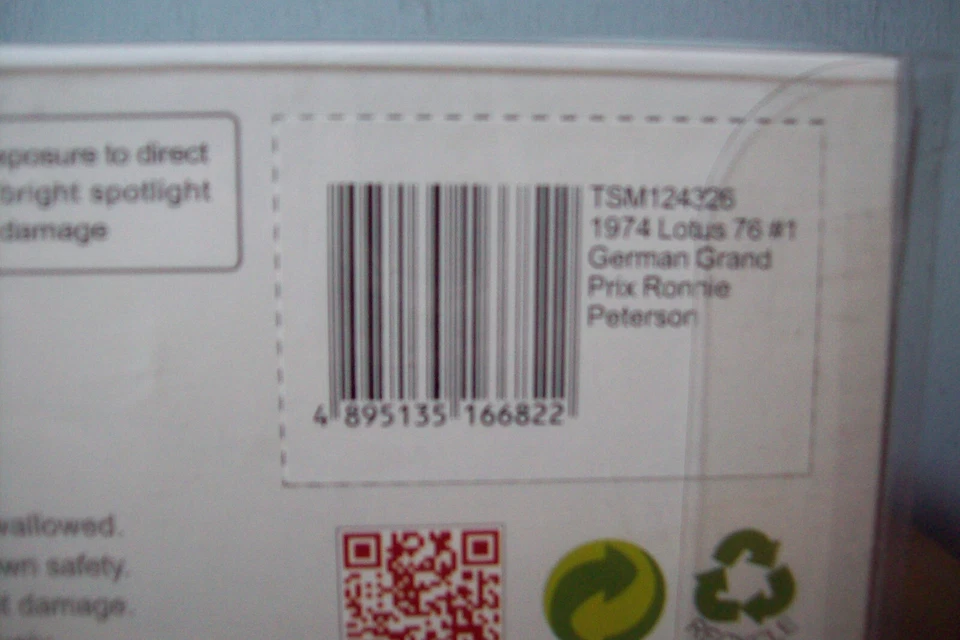 exposure to direct
bright spotlight
damage
TSM124326
1974 Lotus 76 #1
German Grand
Prix Ronnie
Peterson
4 895135 166822
wallowed.
wn safety.
t damage.